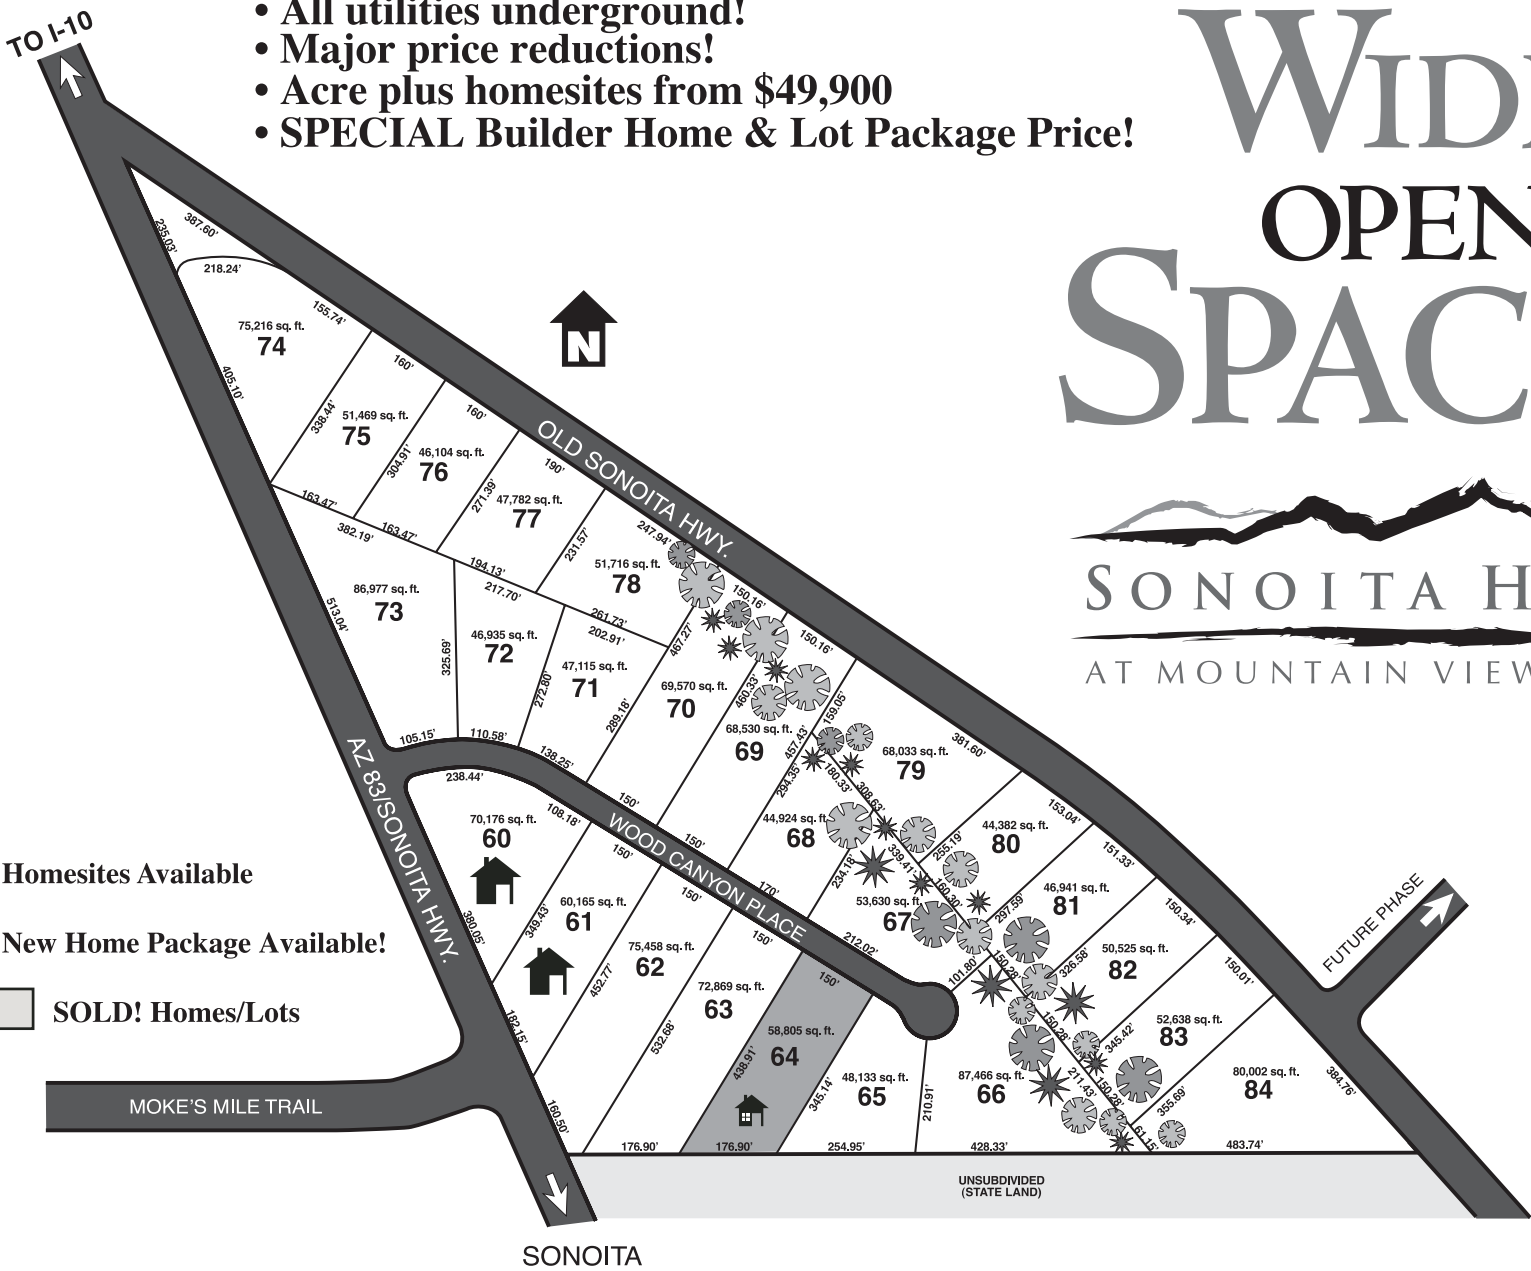 TO I-10
• All utilities underground!
• Major price reductions!
• Acre plus homesites from $49,900
• SPECIAL Builder Home & Lot Package Price!
OPEN
SPAC
SONOITA H
AT MOUNTAIN VIEW
N
235.03'
387.60'
218.24'
155.74'
75,216 sq. ft.
74
405.10'
338.44'
160'
51,469 sq. ft.
75
304.91'
160'
46,104 sq. ft.
76
271.39'
190'
47,782 sq. ft.
77
231.57'
OLD SONOITA HWY.
163.47'
163.47'
382.19'
194.13'
217.70'
247.94'
51,716 sq. ft.
78
261.73'
202.91'
150.16'
150.16'
86,977 sq. ft.
73
513.04'
325.69'
46,935 sq. ft.
72
272.80'
47,115 sq. ft.
71
289.18'
467.27'
69,570 sq. ft.
70
460.33'
68,530 sq. ft.
69
457.43'
159.05'
294.35'
180.33'
308.63'
68,033 sq. ft.
79
381.60'
105.15'
110.58'
138.25'
238.44'
108.18'
150'
150'
170'
212.02'
WOOD CANYON PLACE
AZ 83/SONOITA HWY.
44,924 sq. ft.
68
234.18'
339.41'
255.19'
44,382 sq. ft.
80
153.04'
151.33'
70,176 sq. ft.
60
380.05'
349.43'
150'
60,165 sq. ft.
61
452.77'
150'
75,458 sq. ft.
62
532.68'
150'
72,869 sq. ft.
63
150'
58,805 sq. ft.
64
438.91'
345.14'
48,133 sq. ft.
65
210.91'
53,630 sq. ft.
67
160.30'
297.59'
46,941 sq. ft.
81
150.34'
101.80'
150.28'
326.58'
50,525 sq. ft.
82
150.01'
150.28'
345.42'
52,638 sq. ft.
83
87,466 sq. ft.
66
211.43'
150.28'
355.69'
61.15'
80,002 sq. ft.
84
384.76'
FUTURE PHASE
Homesites Available
New Home Package Available!
SOLD! Homes/Lots
182.15'
160.50'
MOKE'S MILE TRAIL
176.90'
176.90'
254.95'
428.33'
483.74'
UNSUBDIVIDED
(STATE LAND)
SONOITA